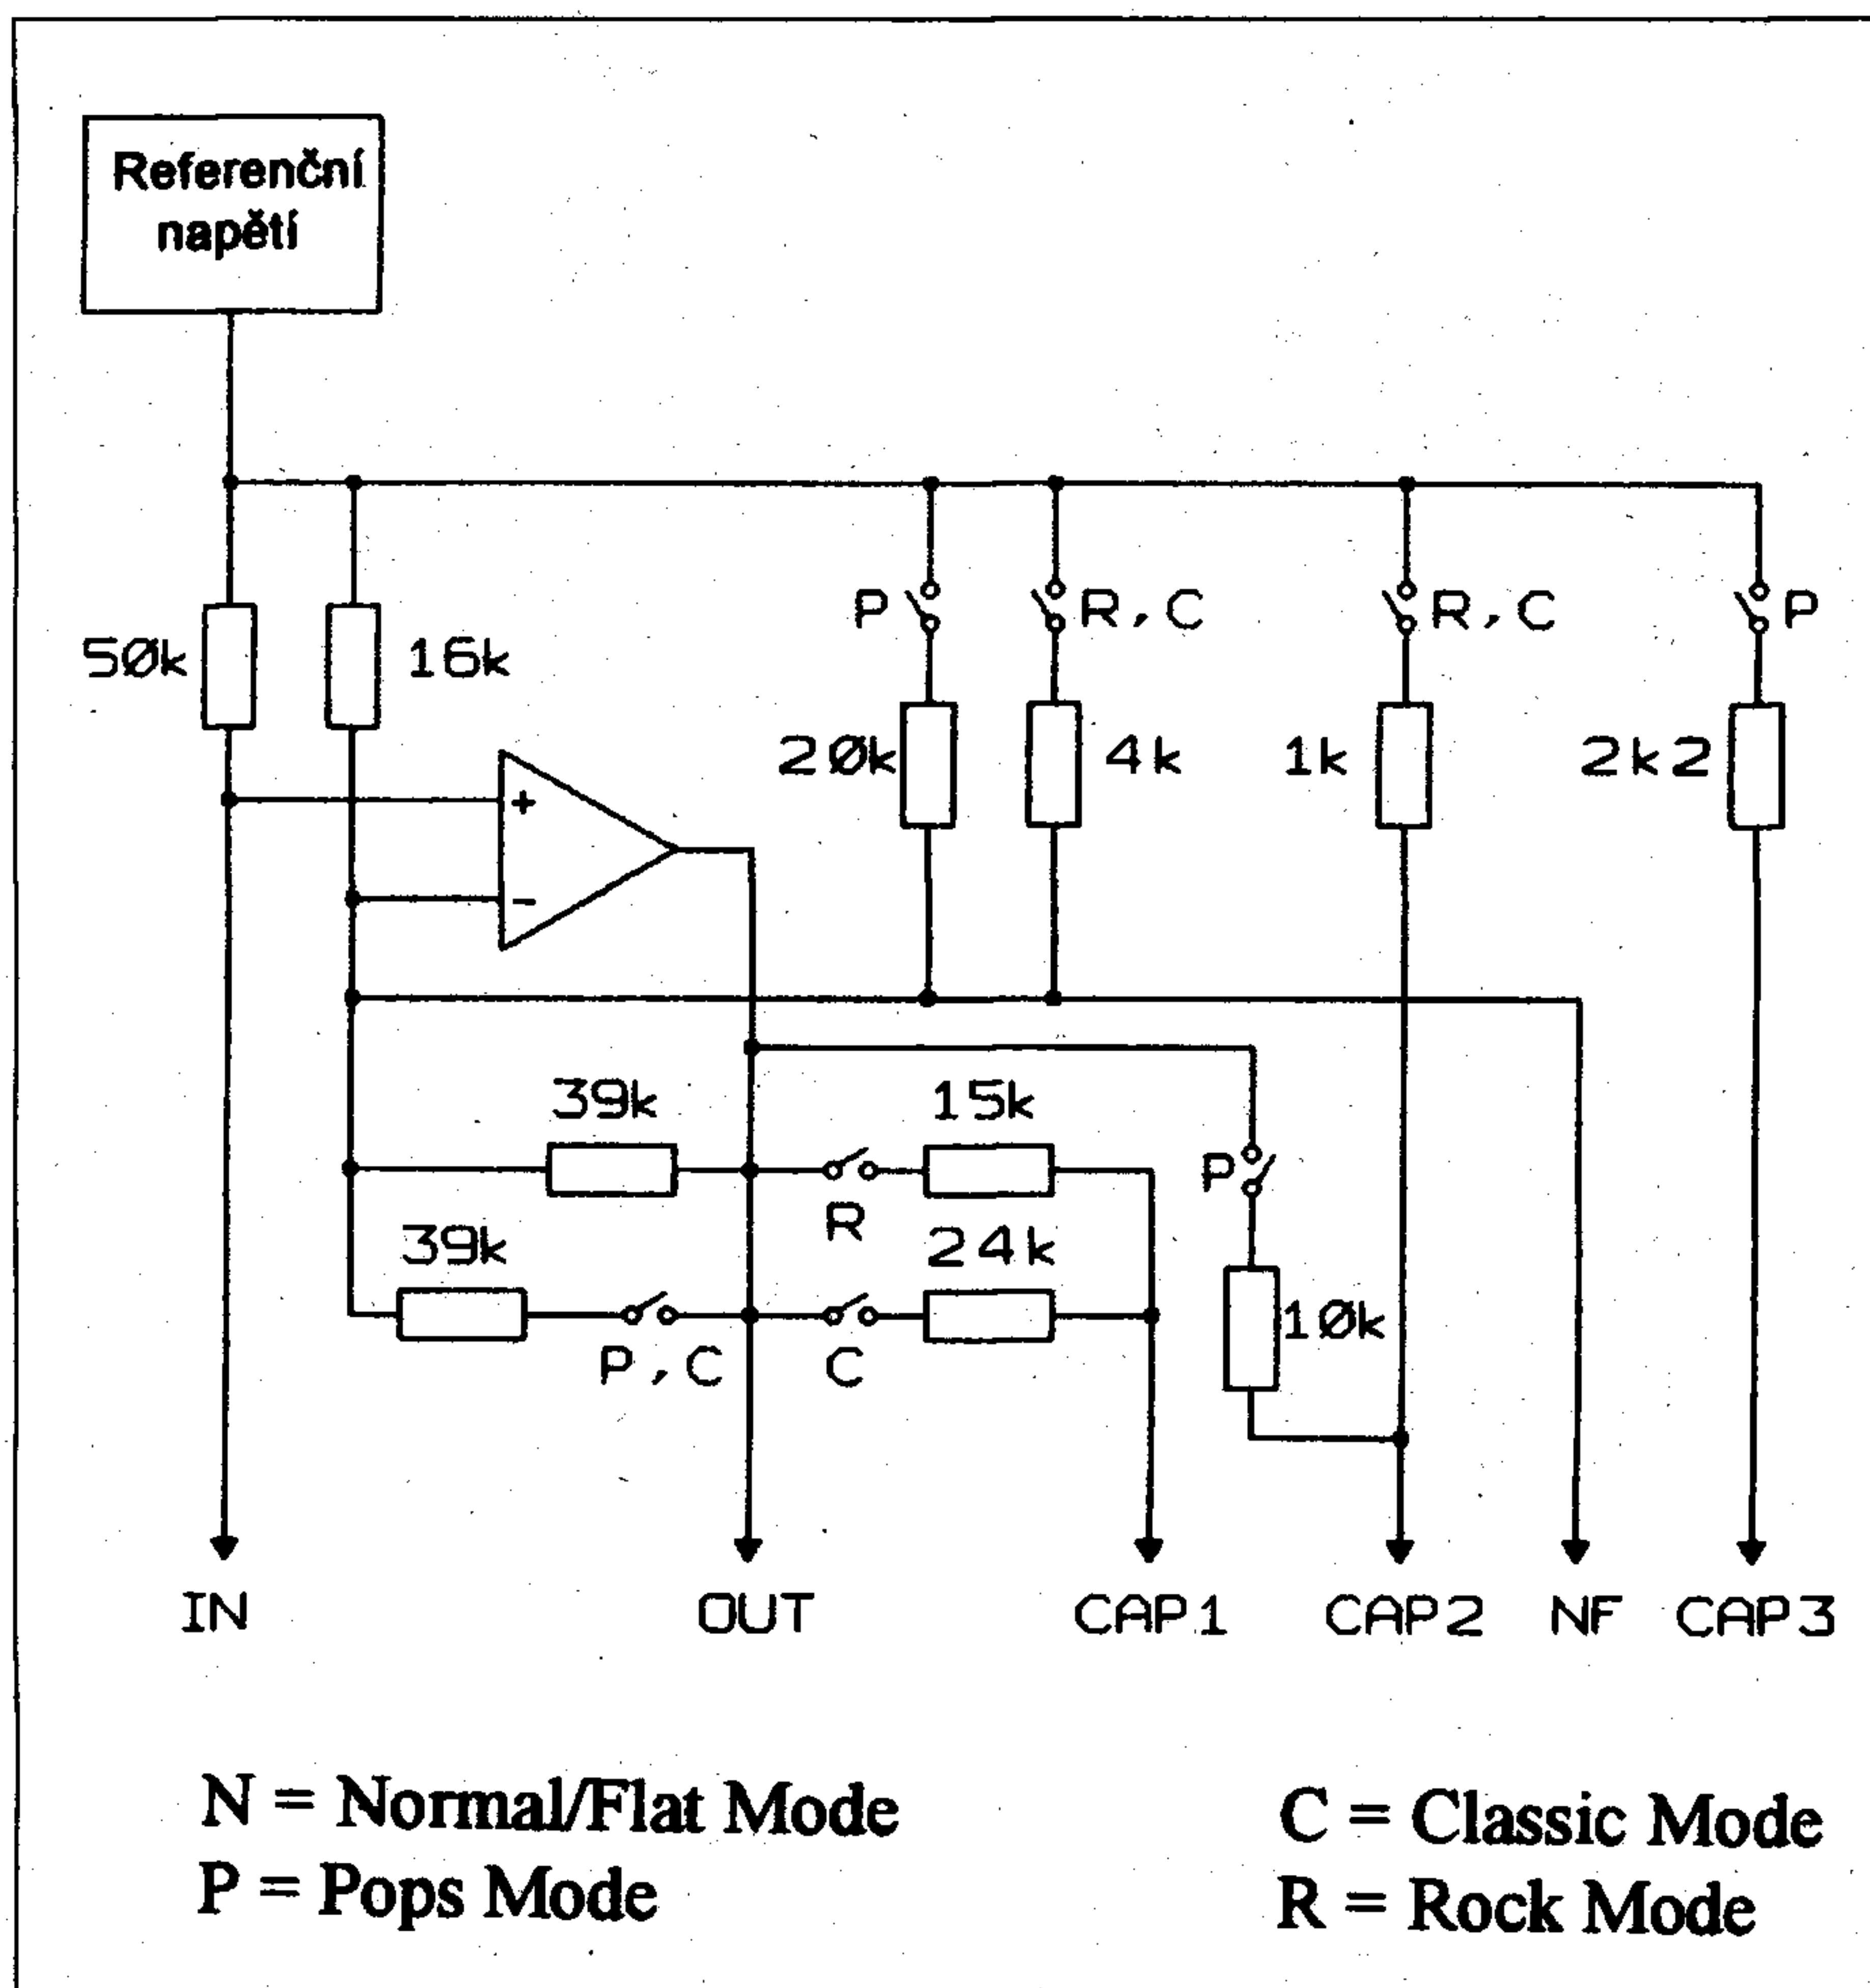 Referenční
napětí
P
R,C
R,C
P
50k
16k
20k
4k
1k
2k2
+
-
39k
15k
P
R
39k
24k
10k
P,C
C
IN
OUT
CAP1
CAP2
NF
CAP3
N = Normal/Flat Mode
C = Classic Mode
P = Pops Mode
R = Rock Mode